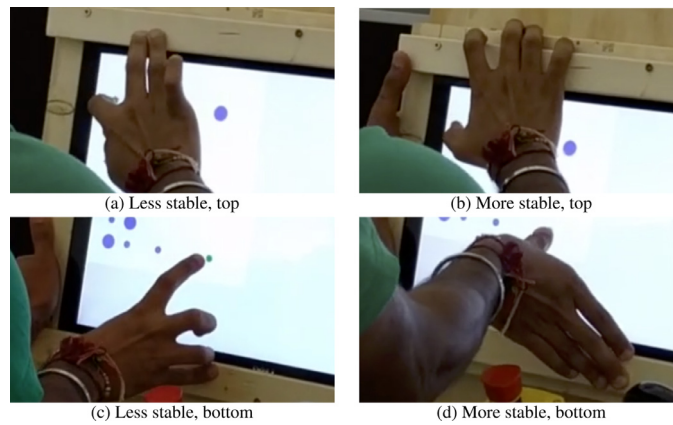 (a) Less stable, top
(b) More stable, top
(c) Less stable, bottom
(d) More stable, bottom